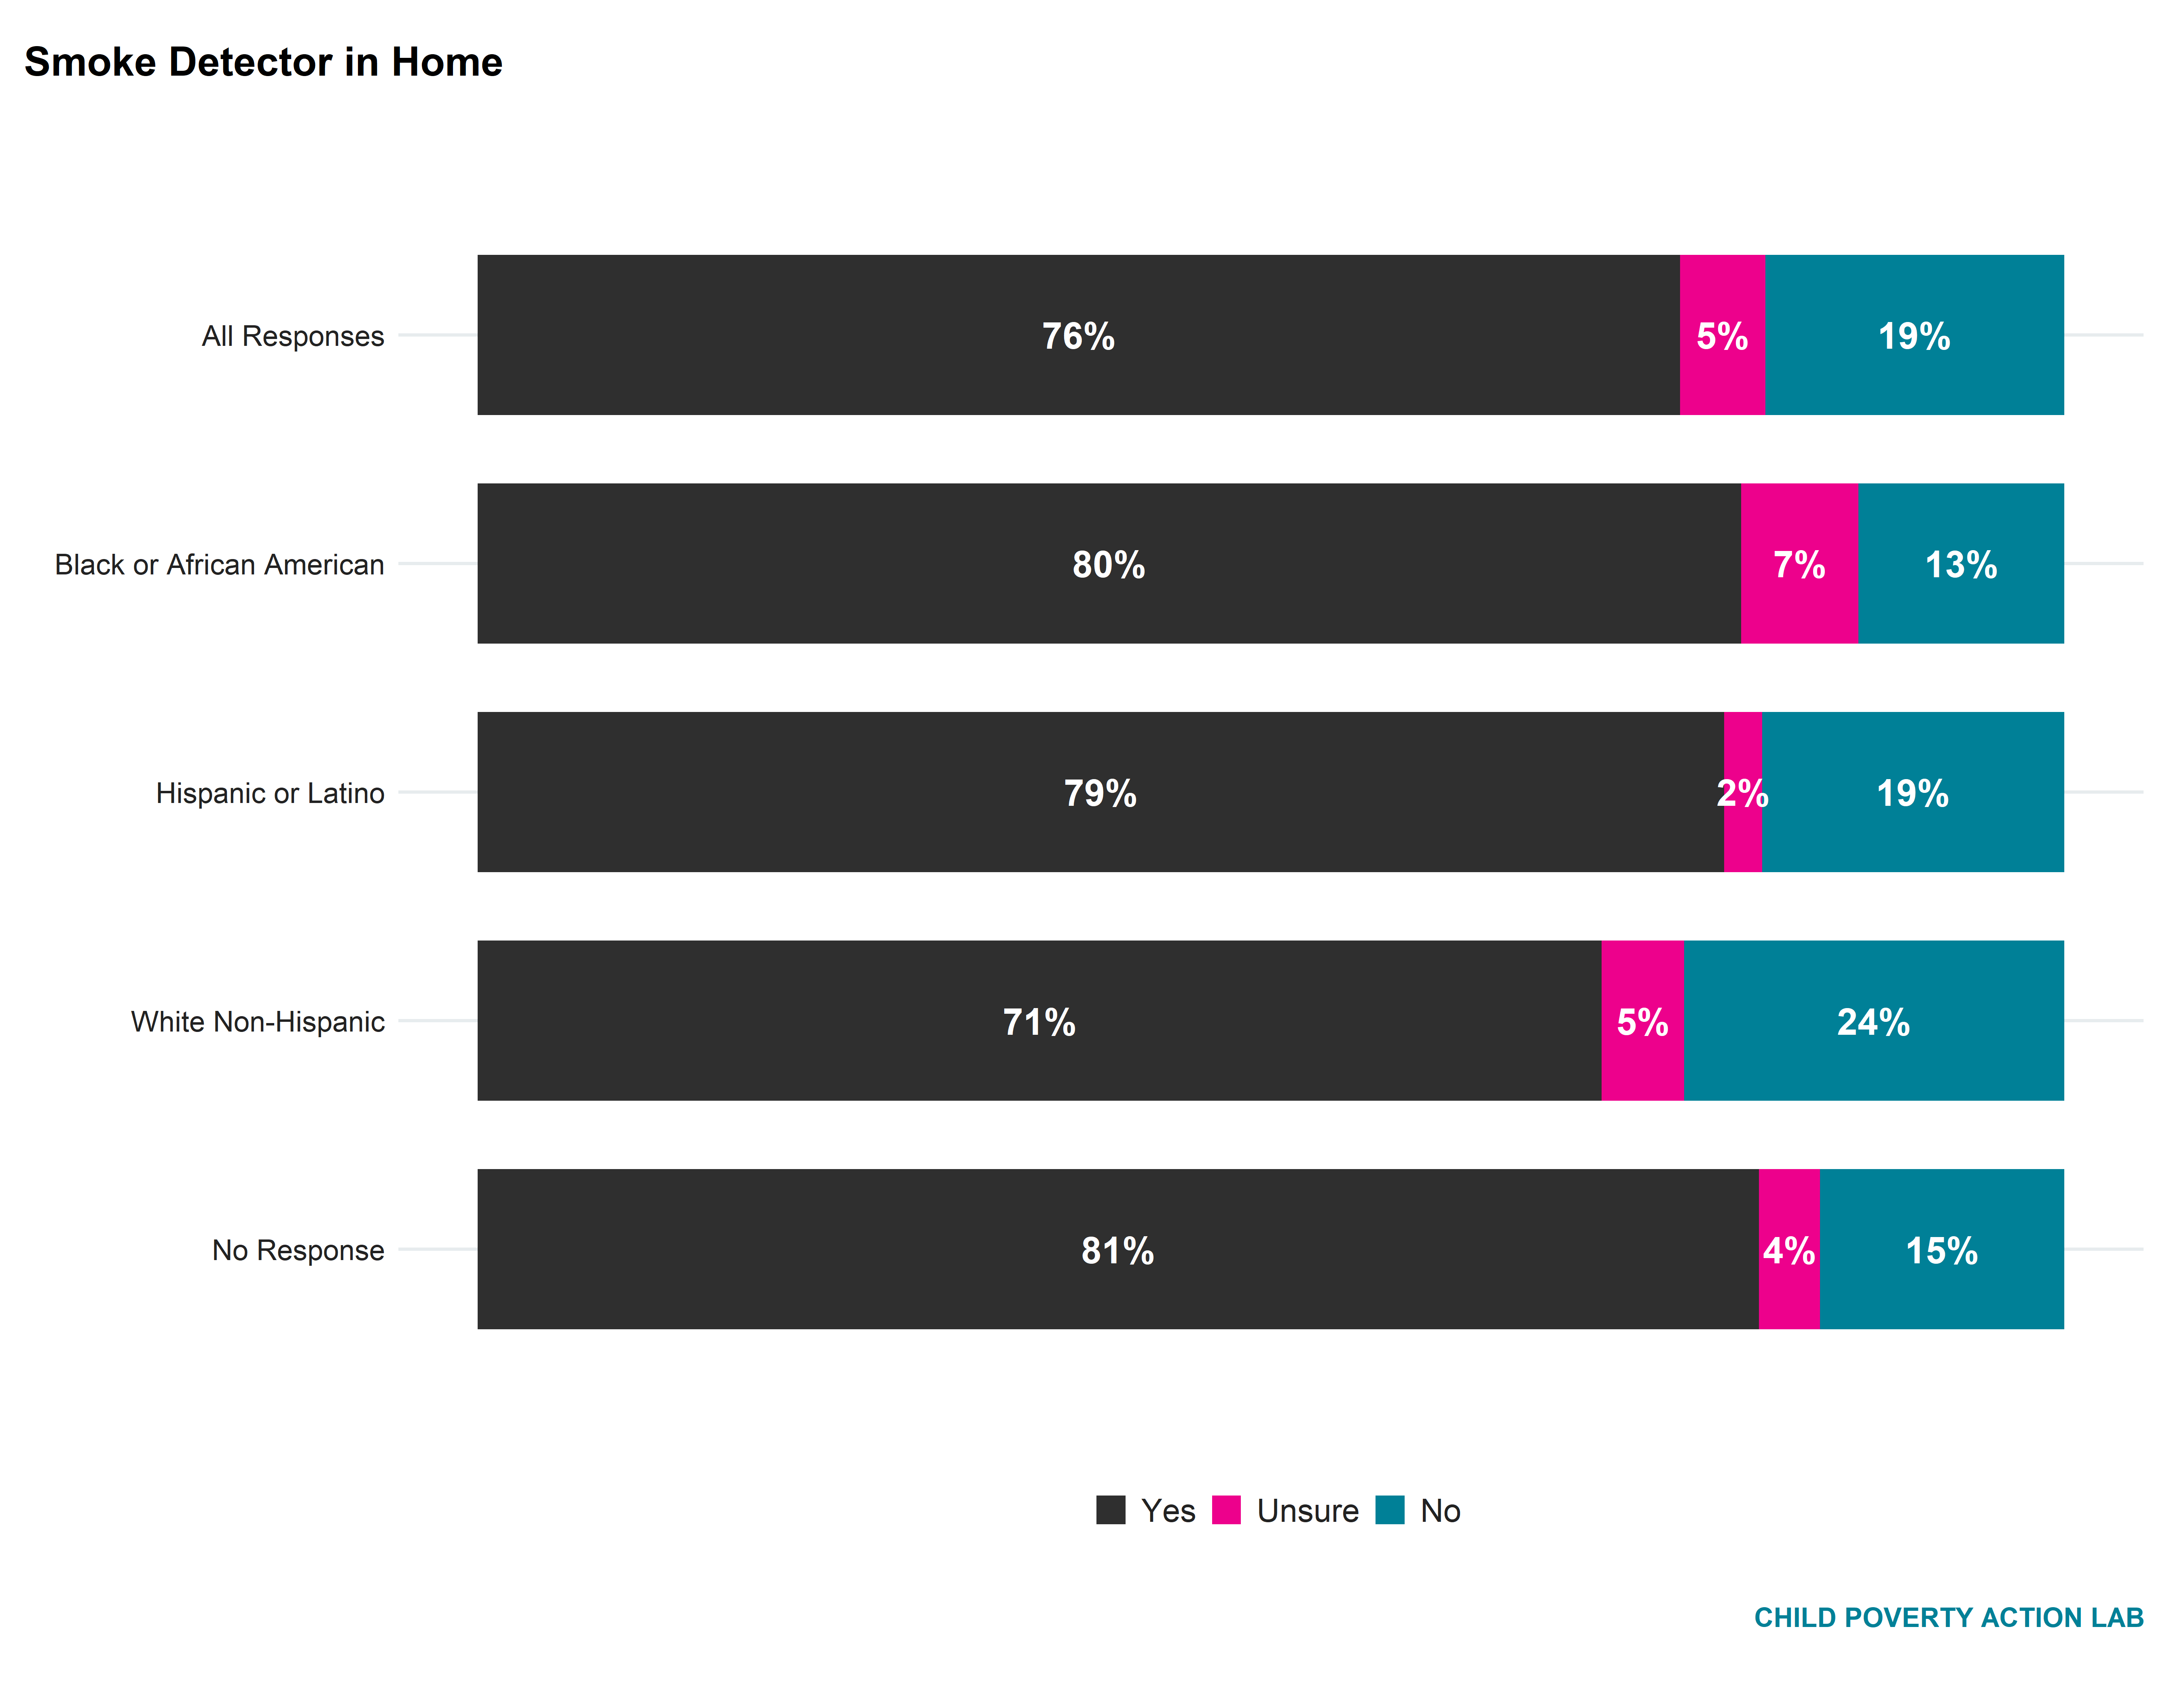 Smoke Detector in Home
All Responses 76% 5% 19%
Black or African American 80% 7% 13%
Hispanic or Latino 79% 2% 19%
White Non-Hispanic 71% 5% 24%
No Response 81% 4% 15%
Yes Unsure No
CHILD POVERTY ACTION LAB